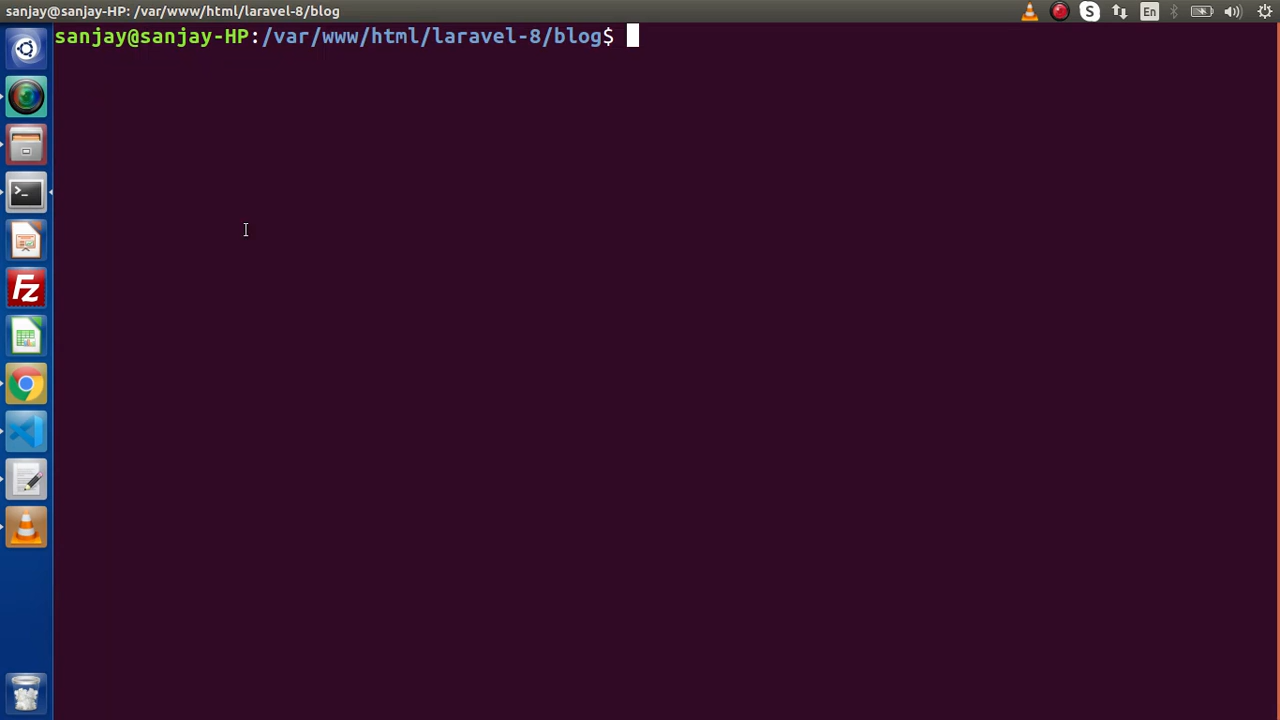 sanjay@sanjay-HP: /var/www/html/laravel-8/blog
S
En
sanjay@sanjay-HP:/var/www/html/laravel-8/blog$
>_
Fz